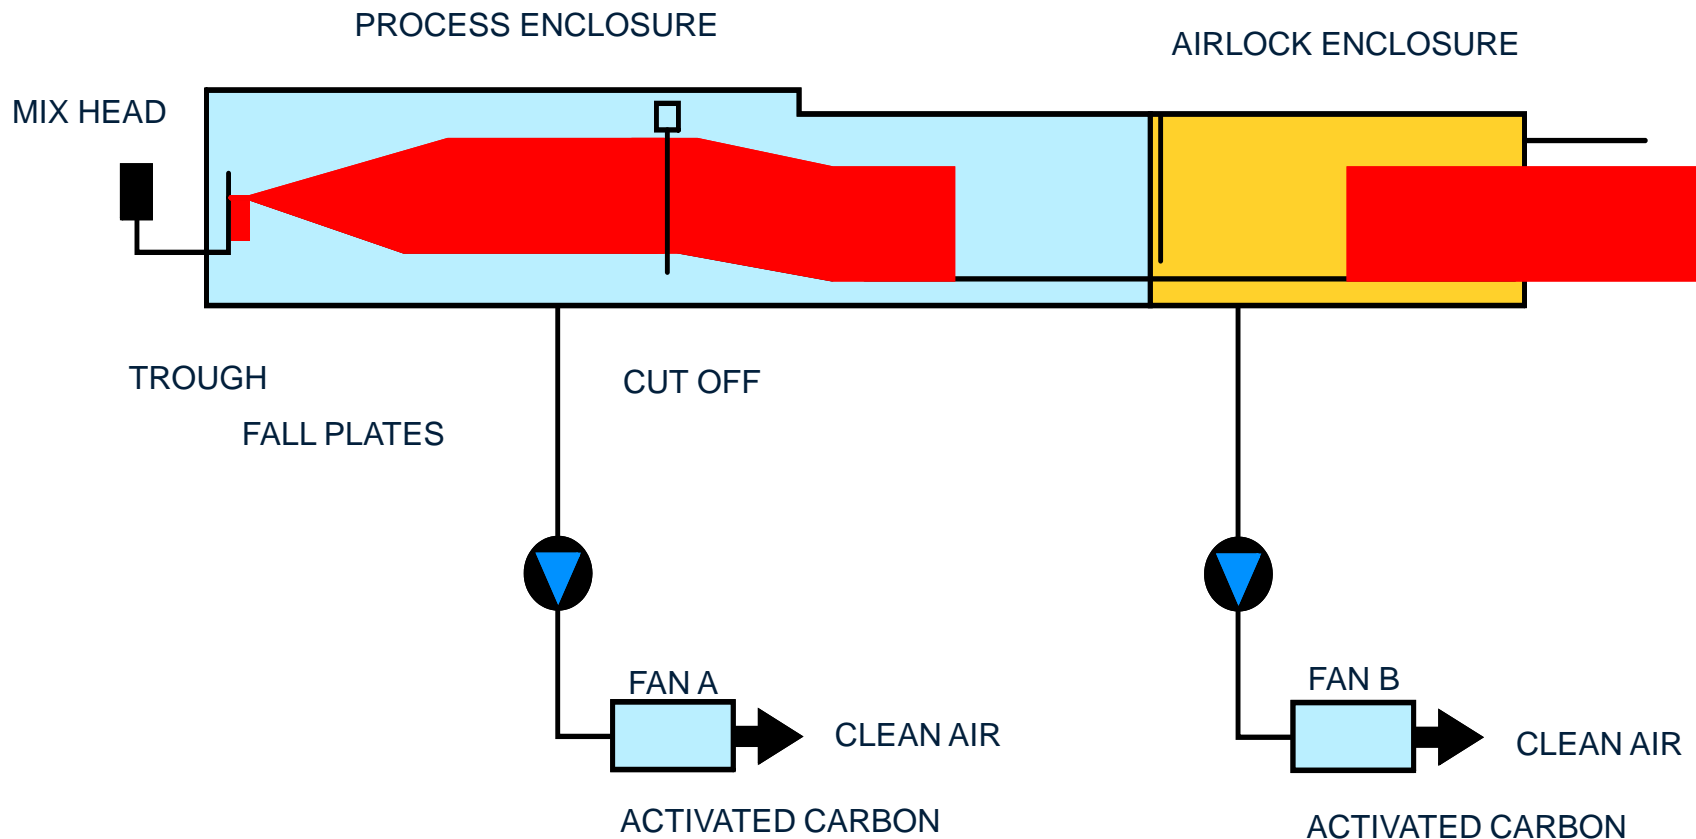 PROCESS ENCLOSURE
AIRLOCK ENCLOSURE
MIX HEAD
TROUGH
CUT OFF
FALL PLATES
FAN A
FAN B
CLEAN AIR
CLEAN AIR
ACTIVATED CARBON
ACTIVATED CARBON